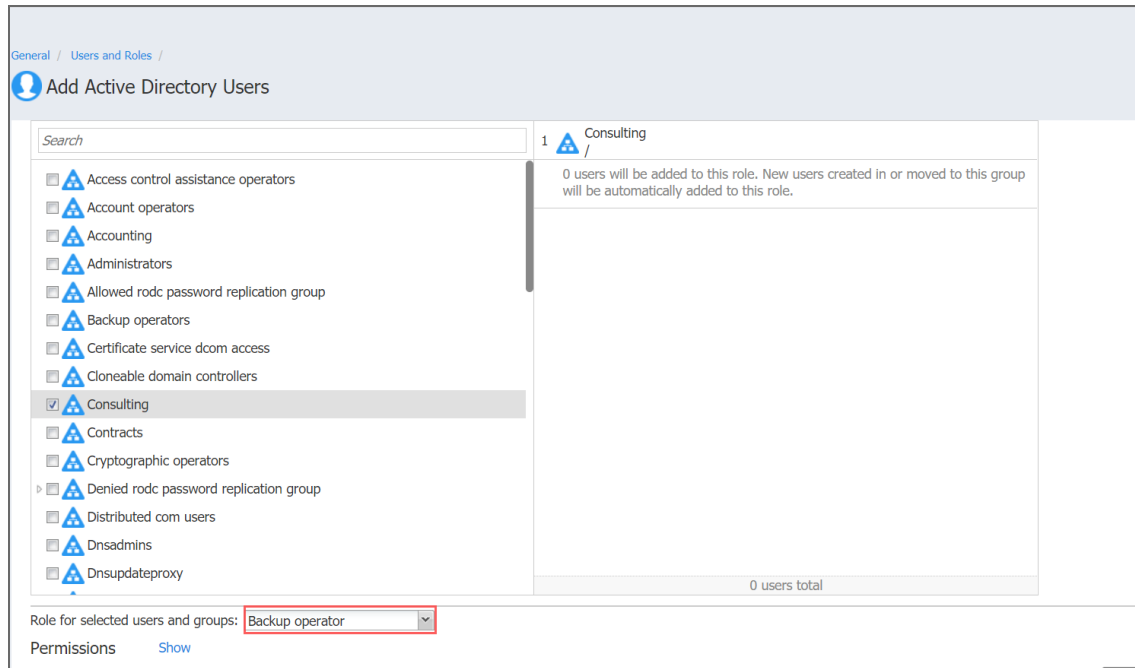 General / Users and Roles /
Add Active Directory Users
Search
Access control assistance operators
Account operators
Accounting
Administrators
Allowed rodc password replication group
Backup operators
Certificate service dcom access
Cloneable domain controllers
Consulting
Contracts
Cryptographic operators
Denied rodc password replication group
Distributed com users
Dnsadmins
Dnsupdateproxy
1 Consulting
/
0 users will be added to this role. New users created in or moved to this group
will be automatically added to this role.
0 users total
Role for selected users and groups: Backup operator
Permissions Show